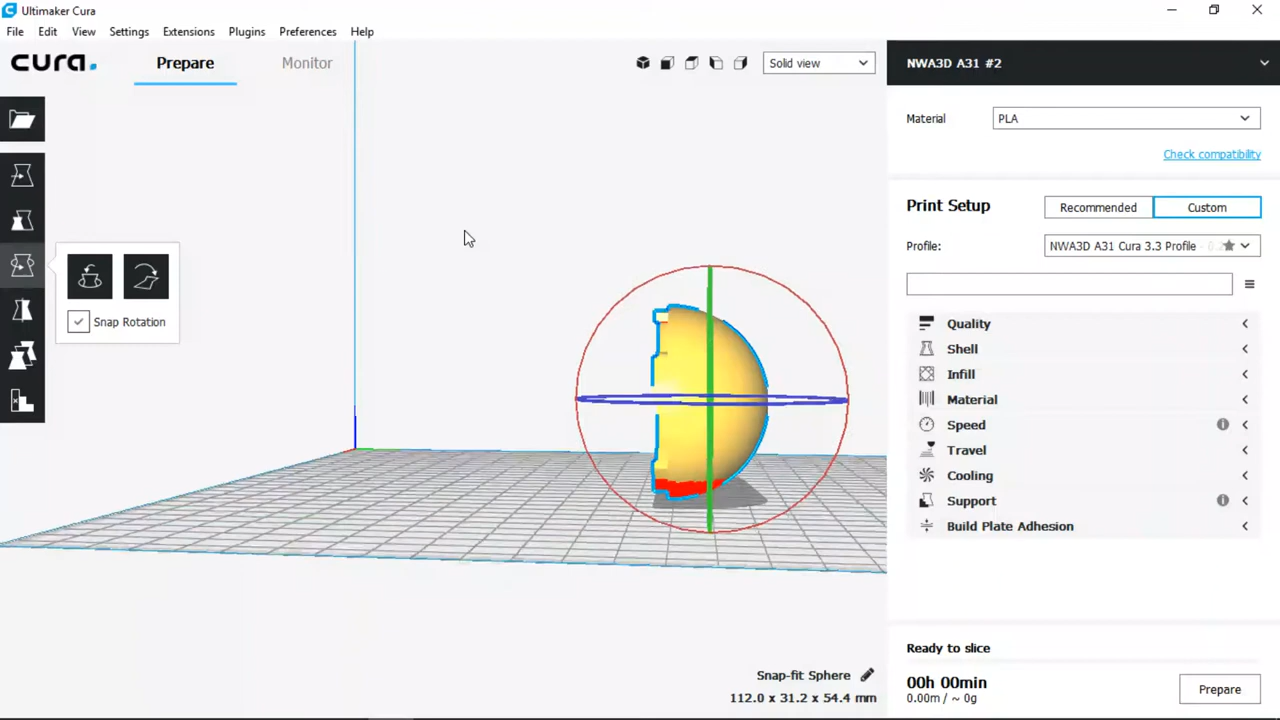 Ultimaker Cura
File Edit View Settings Extensions Plugins Preferences Help
cura.
Prepare
Monitor
Solid view
NWA3D A31 #2
Material
PLA
Check compatibility
Print Setup
Recommended
Custom
Profile:
NWA3D A31 Cura 3.3 Profile
Snap Rotation
Quality
Shell
Infill
Material
Speed
Travel
Cooling
Support
Build Plate Adhesion
Ready to slice
Snap-fit Sphere
112.0 x 31.2 x 54.4 mm
00h 00min
0.00m / ~ 0g
Prepare